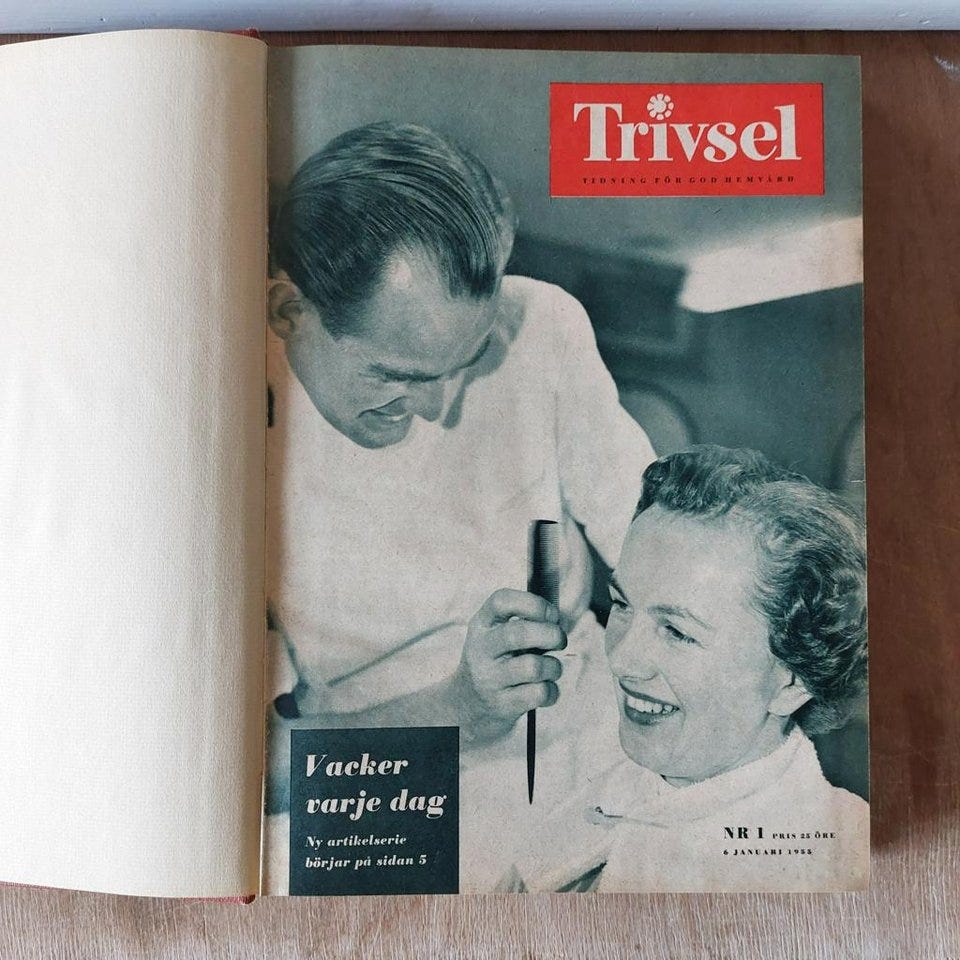 Trivsel
TIDNING FÖR GOD HEMVÅRD
Vacker
varje dag
Ny artikelserie
börjar på sidan 5
NR 1 PRIS 25 ÖRE
6 JANUARI 1955